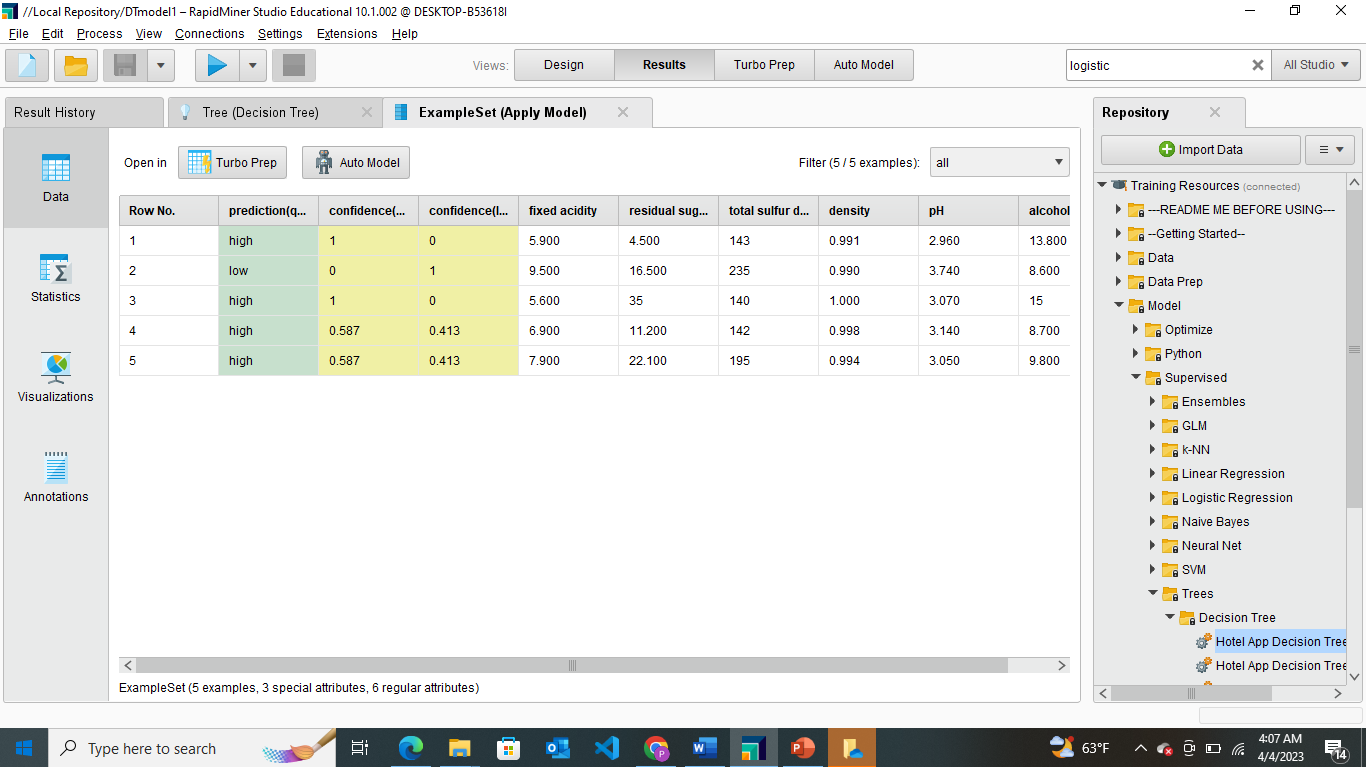 //Local Repository/DTmodel1 – RapidMiner Studio Educational 10.1.002 @ DESKTOP-B53618I
File Edit Process View Connections Settings Extensions Help
Views: Design Results Turbo Prep Auto Model logistic All Studio
Result History Tree (Decision Tree) ExampleSet (Apply Model)
Data
Statistics
Visualizations
Annotations
Open in Turbo Prep Auto Model Filter (5 / 5 examples): all
Row No. prediction(q... confidence(... confidence(l... fixed acidity residual sug... total sulfur d... density pH alcohol
1 high 1 0 5.900 4.500 143 0.991 2.960 13.800
2 low 0 1 9.500 16.500 235 0.990 3.740 8.600
3 high 1 0 5.600 35 140 1.000 3.070 15
4 high 0.587 0.413 6.900 11.200 142 0.998 3.140 8.700
5 high 0.587 0.413 7.900 22.100 195 0.994 3.050 9.800
ExampleSet (5 examples, 3 special attributes, 6 regular attributes)
Repository
Import Data
Training Resources (connected)
---README ME BEFORE USING---
--Getting Started--
Data
Data Prep
Model
Optimize
Python
Supervised
Ensembles
GLM
k-NN
Linear Regression
Logistic Regression
Naive Bayes
Neural Net
SVM
Trees
Decision Tree
Hotel App Decision Tree
Hotel App Decision Tree
Type here to search
63°F
4:07 AM
4/4/2023
14